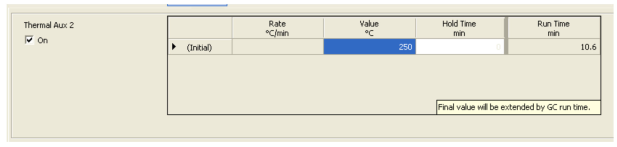 Thermal Aux 2
On
Rate Value Hold Time Run Time
°C/min °C min min
(Initial) 250 0 10.6
Final value will be extended by GC run time.